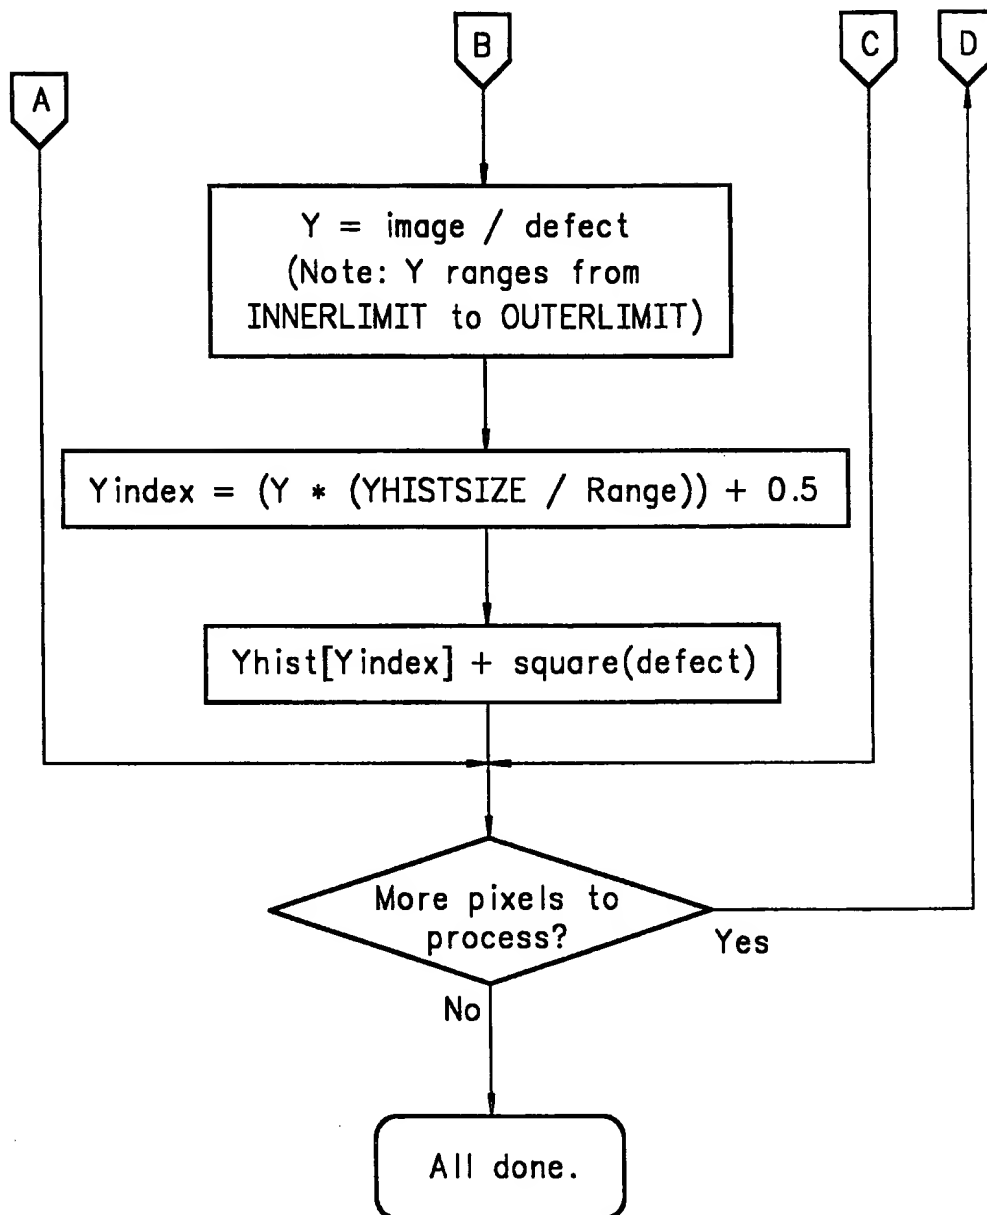 A
B
C
D
Y = image / defect
(Note: Y ranges from
INNERLIMIT to OUTERLIMIT)
Yindex = (Y * (YHISTSIZE / Range)) + 0.5
Yhist[Yindex] + square(defect)
More pixels to
process?
Yes
No
All done.